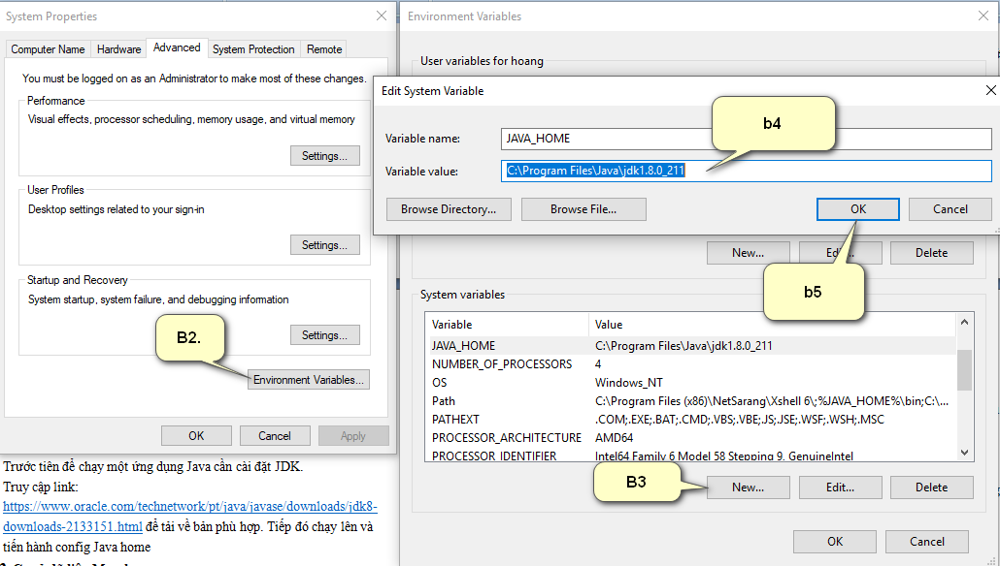 System Properties
Computer Name Hardware Advanced System Protection Remote
You must be logged on as an Administrator to make most of these changes.
Performance
Visual effects, processor scheduling, memory usage, and virtual memory
Settings...
User Profiles
Desktop settings related to your sign-in
Settings...
Startup and Recovery
System startup, system failure, and debugging information
Settings...
B2.
Environment Variables...
OK Cancel Apply
Trước tiên để chạy một ứng dụng Java cần cài đặt JDK.
Truy cập link:
https://www.oracle.com/technetwork/pt/java/javase/downloads/jdk8-
downloads-2133151.html để tải về bản phù hợp. Tiếp đó chạy lên và
tiến hành config Java home
Environment Variables
User variables for hoang
Edit System Variable
b4
Variable name: JAVA_HOME
Variable value: C:\Program Files\Java\jdk1.8.0_211
Browse Directory... Browse File... OK Cancel
New... Delete
b5
System variables
Variable Value
JAVA_HOME C:\Program Files\Java\jdk1.8.0_211
NUMBER_OF_PROCESSORS 4
OS Windows_NT
Path C:\Program Files (x86)\NetSarang\Xshell 6\;%JAVA_HOME%\bin;C:\...
PATHEXT .COM;.EXE;.BAT;.CMD;.VBS;.VBE;.JS;.JSE;.WSF;.WSH;.MSC
PROCESSOR_ARCHITECTURE AMD64
PROCESSOR_IDENTIFIER Intel64 Family 6 Model 58 Stepping 9, GenuineIntel
B3
New... Edit... Delete
OK Cancel